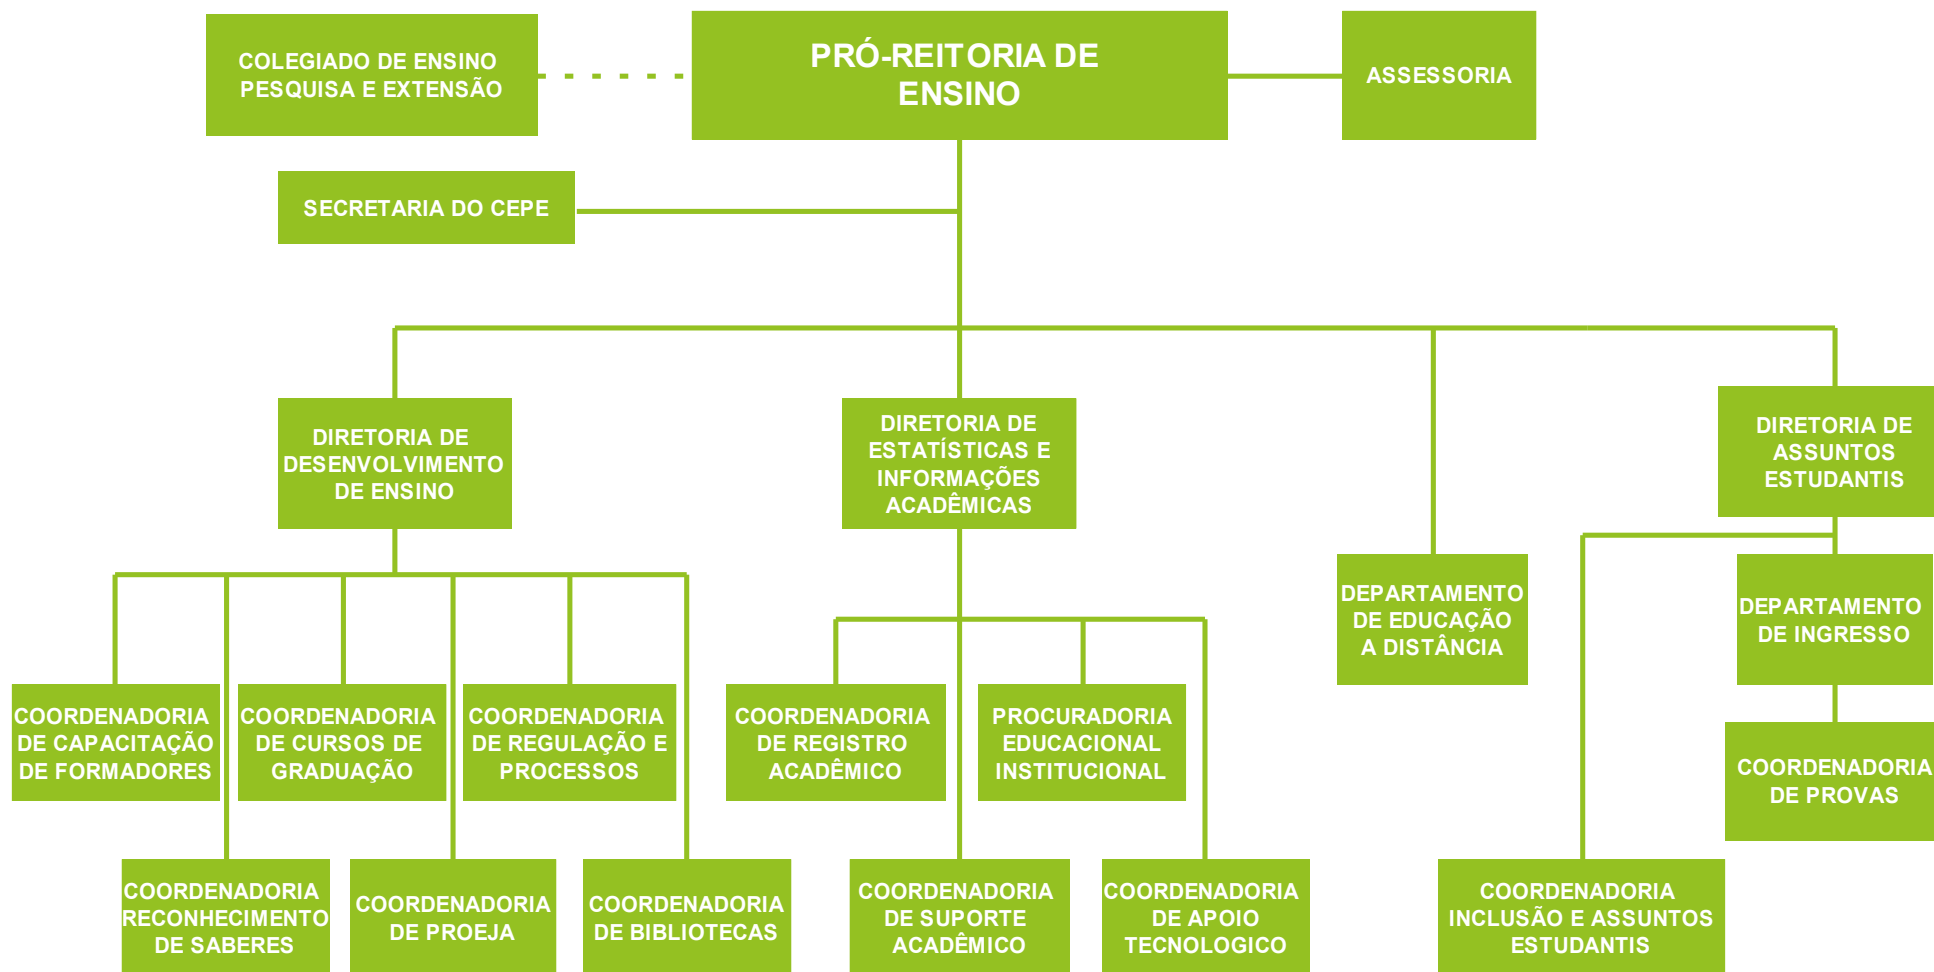 COLEGIADO DE ENSINO
PESQUISA E EXTENSÃO
PRÓ-REITORIA DE
ENSINO
ASSESSORIA
SECRETARIA DO CEPE
DIRETORIA DE
DESENVOLVIMENTO
DE ENSINO
DIRETORIA DE
ESTATÍSTICAS E
INFORMAÇÕES
ACADÊMICAS
DIRETORIA DE
ASSUNTOS
ESTUDANTIS
DEPARTAMENTO
DE EDUCAÇÃO
A DISTÂNCIA
DEPARTAMENTO
DE INGRESSO
COORDENADORIA
DE CAPACITAÇÃO
DE FORMADORES
COORDENADORIA
DE CURSOS DE
GRADUAÇÃO
COORDENADORIA
DE REGULAÇÃO E
PROCESSOS
COORDENADORIA
DE REGISTRO
ACADÊMICO
PROCURADORIA
EDUCACIONAL
INSTITUCIONAL
COORDENADORIA
DE PROVAS
COORDENADORIA
RECONHECIMENTO
DE SABERES
COORDENADORIA
DE PROEJA
COORDENADORIA
DE BIBLIOTECAS
COORDENADORIA
DE SUPORTE
ACADÊMICO
COORDENADORIA
DE APOIO
TECNOLOGICO
COORDENADORIA
INCLUSÃO E ASSUNTOS
ESTUDANTIS